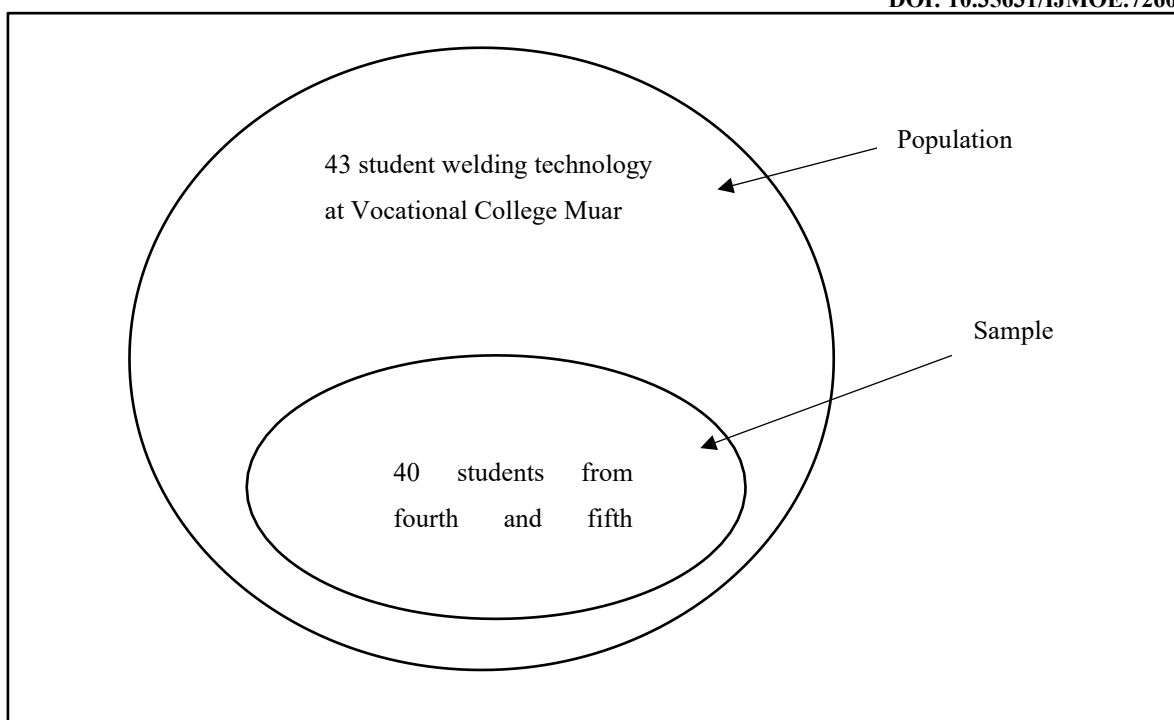 43 student welding technology
at Vocational College Muar
Population
Sample
40 students from
fourth and fifth